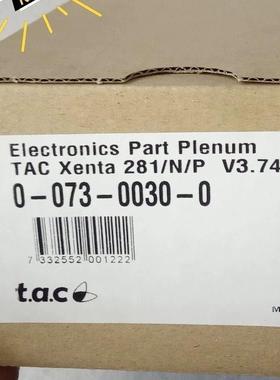 Electronics Part Plenum
TAC Xenta 281/N/P V3.74
0-073-0030-0
7 332552 001222
t.a.c
M